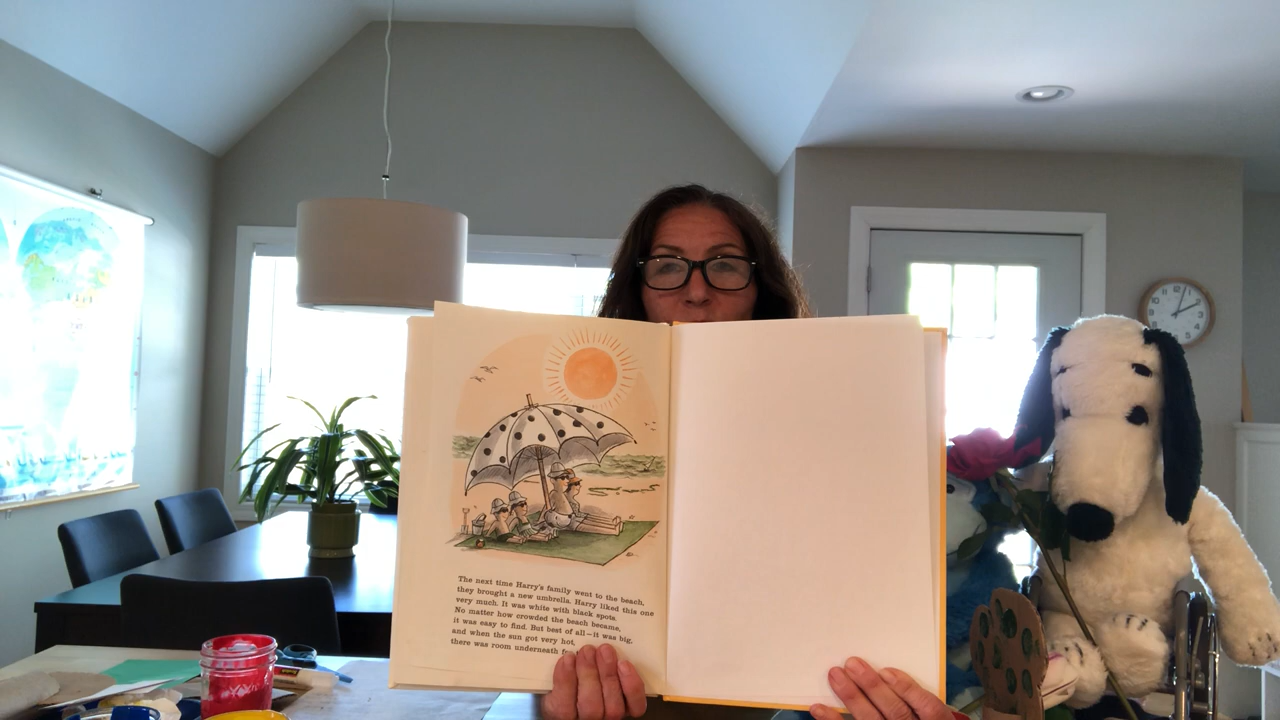 The next time Harry's family went to the beach,
they brought a new umbrella. Harry liked this one
very much. It was white with black spots.
No matter how crowded the beach became,
it was easy to find. But best of all—it was big,
and when the sun got very hot,
there was room underneath